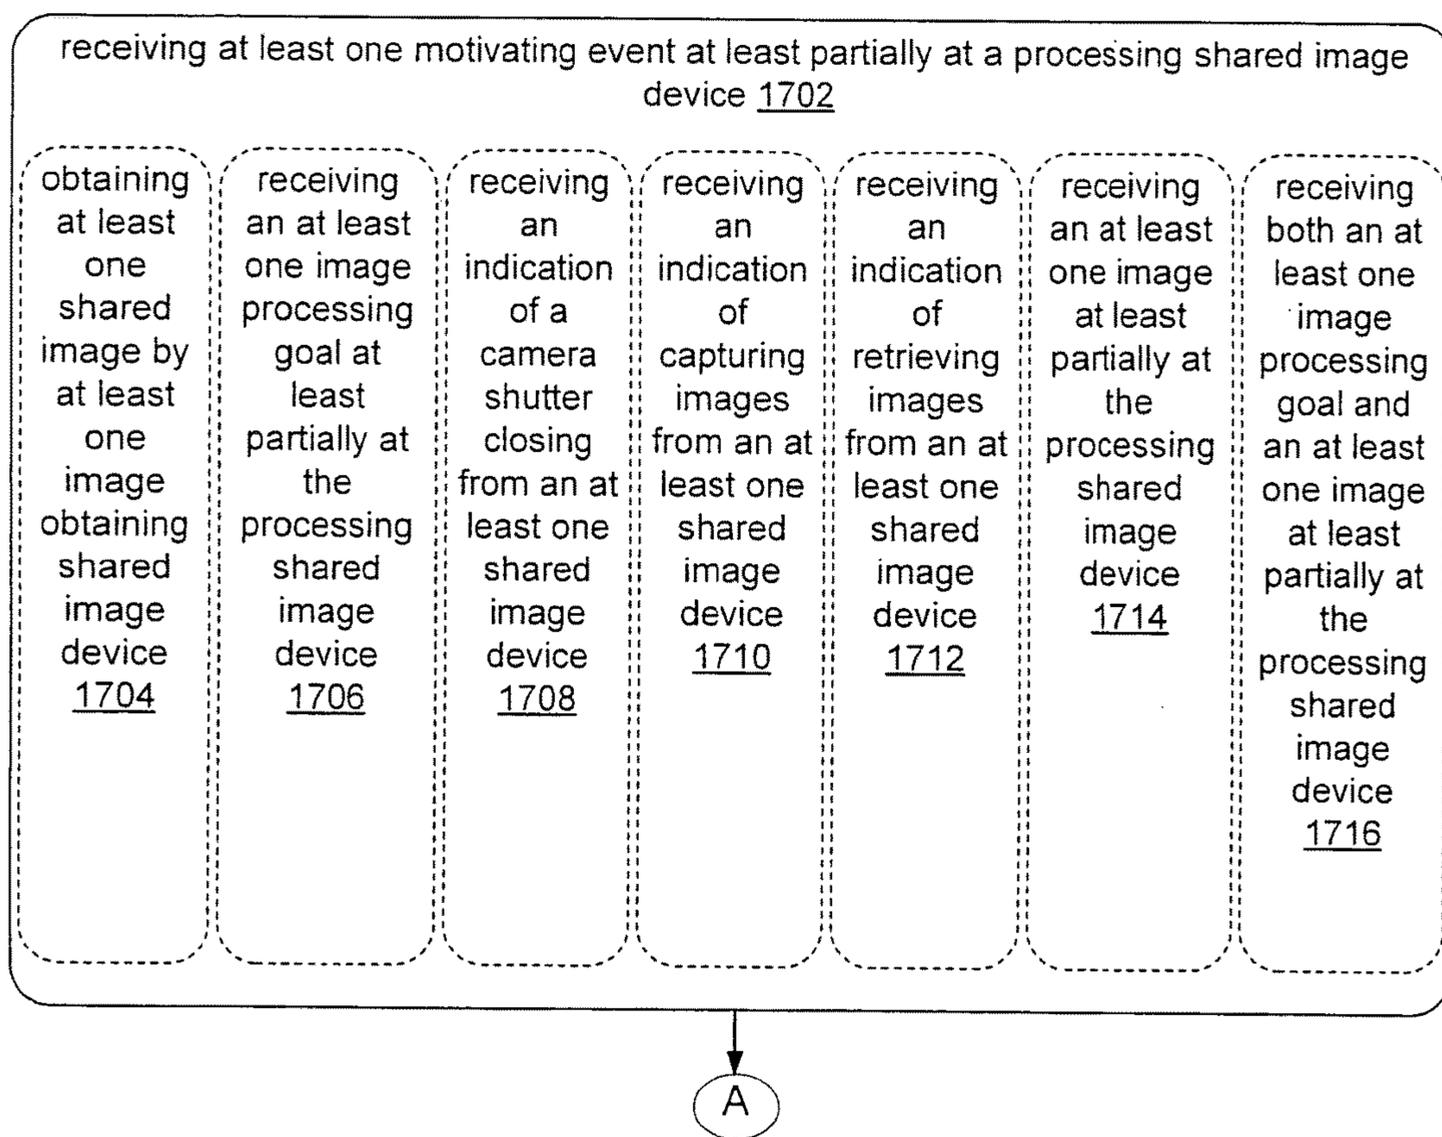 receiving at least one motivating event at least partially at a processing shared image
device 1702
obtaining
at least
one
shared
image by
at least
one
image
obtaining
shared
image
device
1704
receiving
an at least
one image
processing
goal at
least
partially at
the
processing
shared
image
device
1706
receiving
an
indication
of a
camera
shutter
closing
from an at
least one
shared
image
device
1708
receiving
an
indication
of
capturing
images
from an at
least one
shared
image
device
1710
receiving
an
indication
of
retrieving
images
from an at
least one
shared
image
device
1712
receiving
an at least
one image
at least
partially at
the
processing
shared
image
device
1714
receiving
both an at
least one
image
processing
goal and
an at least
one image
at least
partially at
the
processing
shared
image
device
1716
A